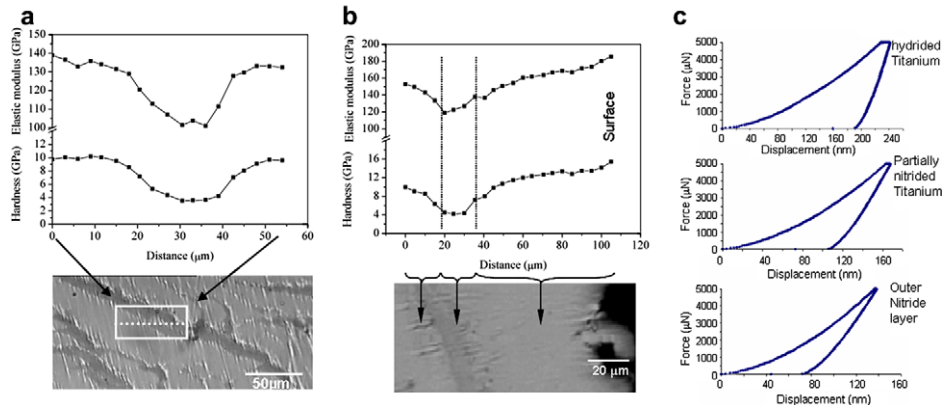 a
Elastic modulus (GPa)
150
140
130
120
110
100
Hardness (GPa)
12
10
8
6
4
2
0
0 10 20 30 40 50 60
Distance (μm)
50μm
b
Elastic modulus (GPa)
200
180
160
140
120
100
Surface
Hardness (GPa)
16
12
8
4
0
0 20 40 60 80 100 120
Distance (μm)
20 μm
c
hydrided
Titanium
Force (μN)
5000
4000
3000
2000
1000
0
0 40 80 120 160 200 240
Displacement (nm)
Partially
nitrided
Titanium
Force (μN)
5000
4000
3000
2000
1000
0
0 40 80 120 160
Displacement (nm)
Outer
Nitride
layer
Force (μN)
5000
4000
3000
2000
1000
0
0 40 80 120 160
Displacement (nm)